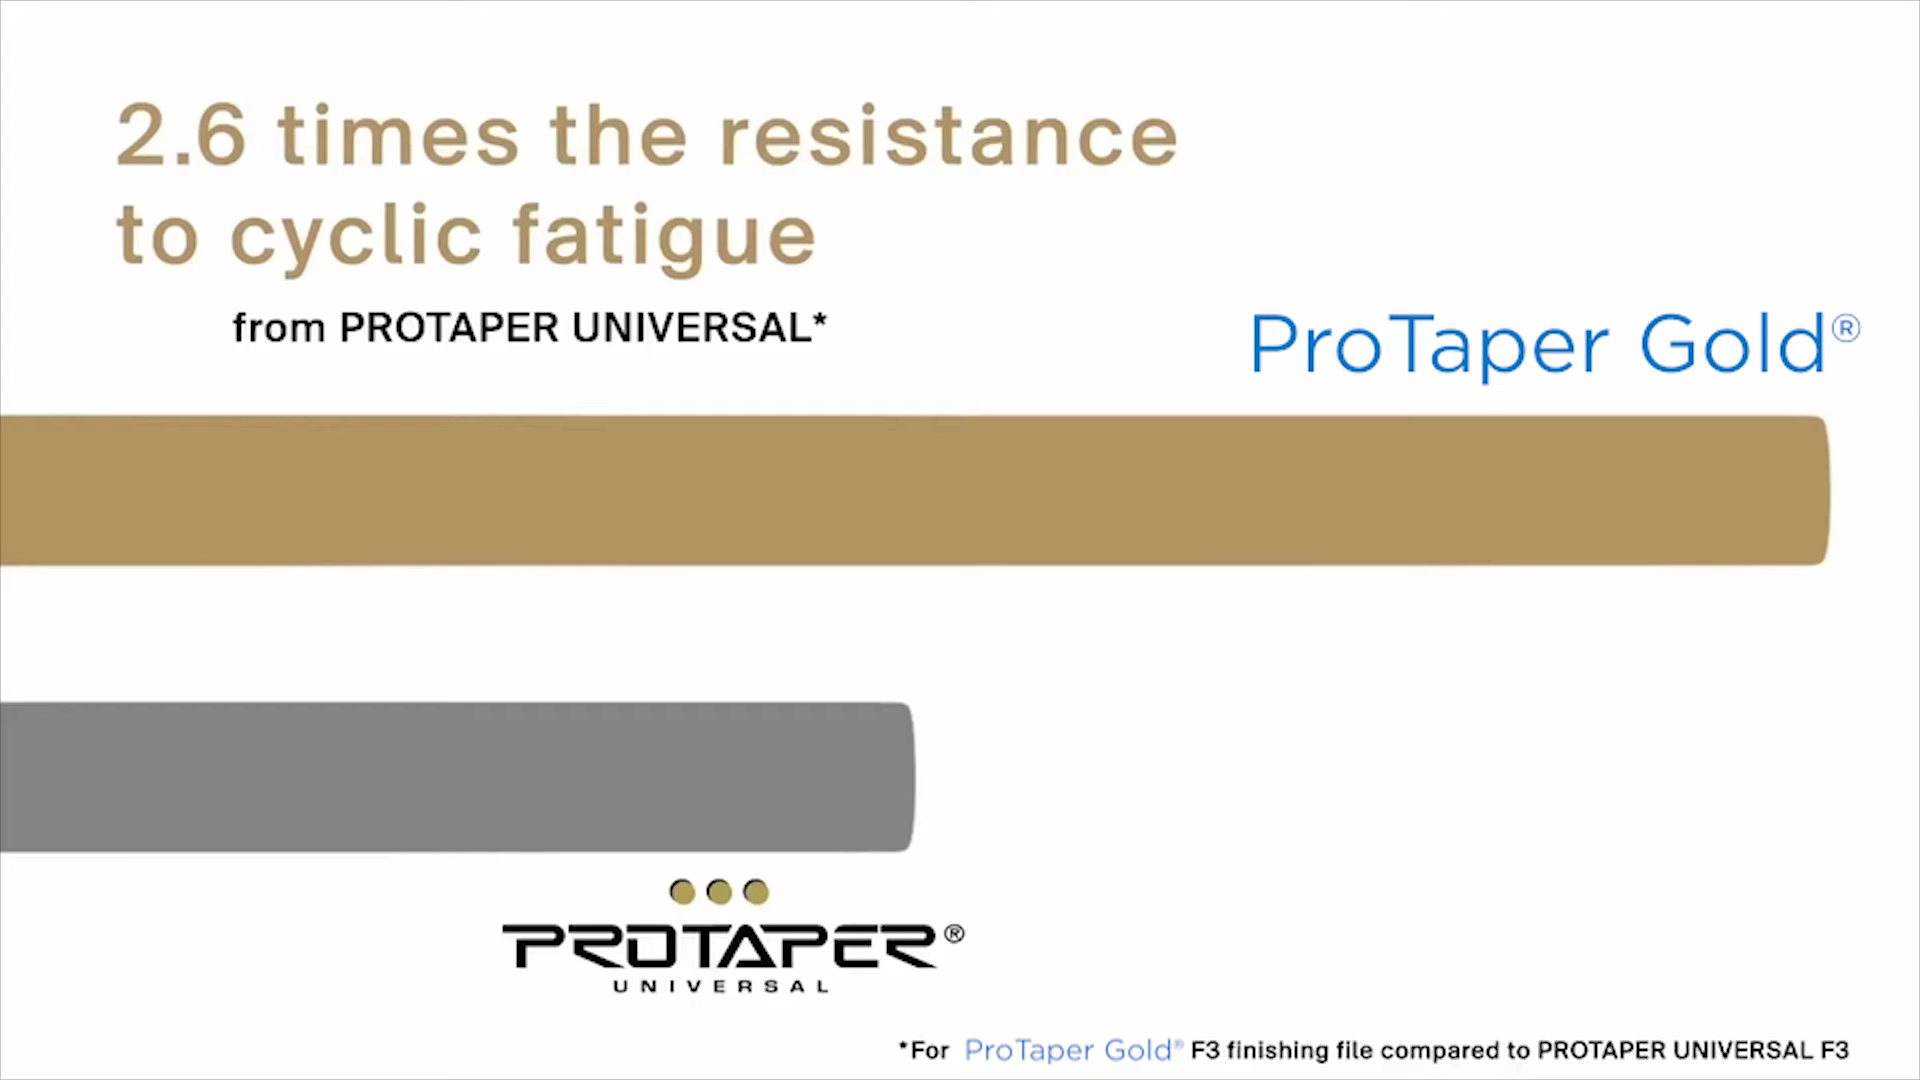 2.6 times the resistance
to cyclic fatigue
from PROTAPER UNIVERSAL*
ProTaper Gold®
PROTAPER®
UNIVERSAL
*For ProTaper Gold® F3 finishing file compared to PROTAPER UNIVERSAL F3